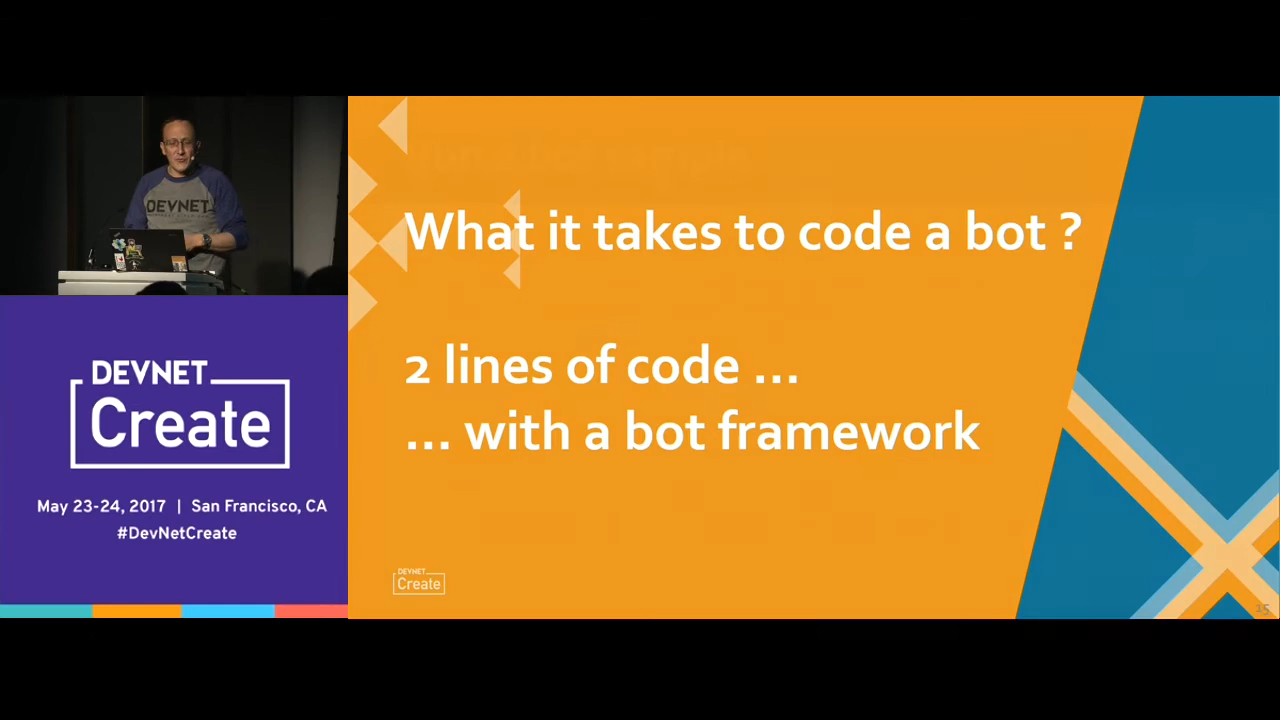 DEVNET
What it takes to code a bot ?
2 lines of code ...
... with a bot framework
DEVNET
Create
May 23-24, 2017 | San Francisco, CA
#DevNetCreate
DEVNET
Create
15